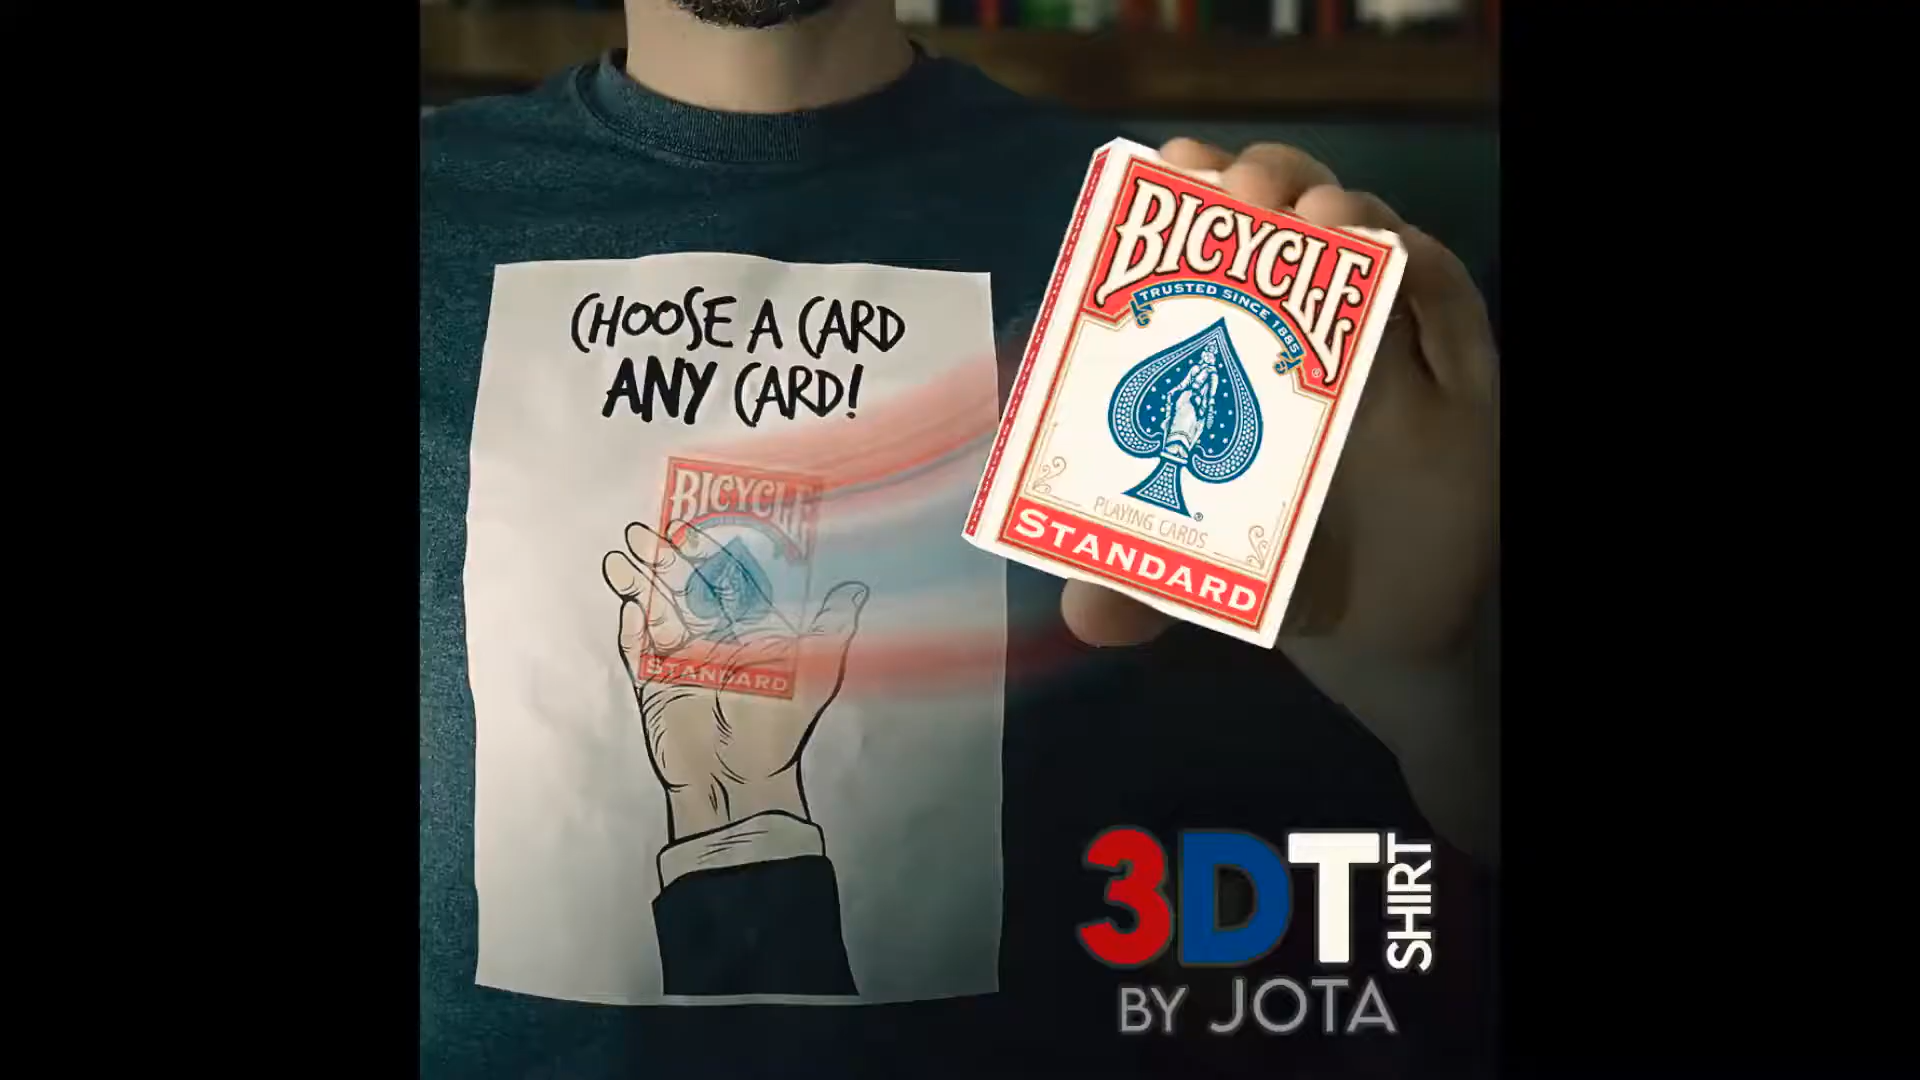 CHOOSE A CARD
ANY CARD!
BICYCLE
STANDARD
BICYCLE
®
TRUSTED SINCE 1885
®
PLAYING CARDS
STANDARD
3DT SHIRT
BY JOTA